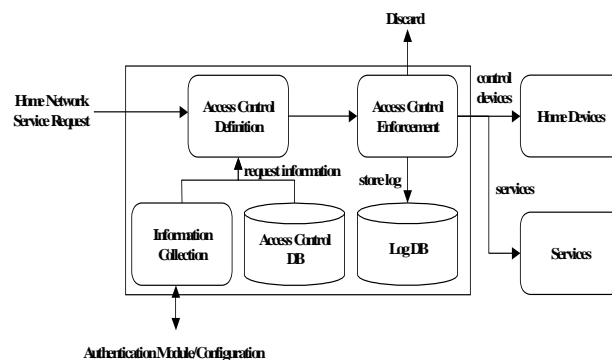 Discard
Home Network
Service Request
Access Control
Definition
Access Control
Enforcement
control
devices
Home Devices
request information
store log
services
Information
Collection
Access Control
DB
Log DB
Services
Authentication Module/Configuration